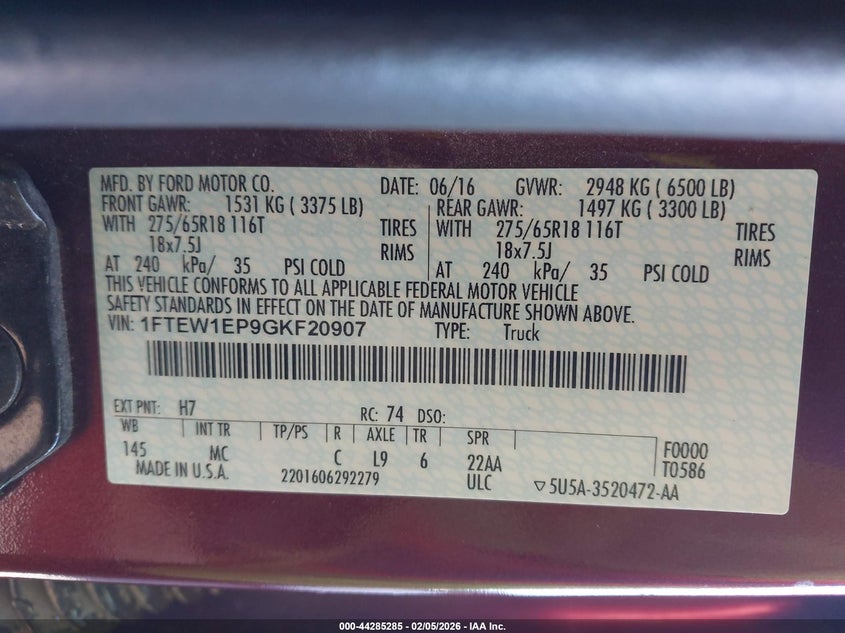 MFD. BY FORD MOTOR CO. DATE: 06/16 GVWR: 2948 KG ( 6500 LB)
FRONT GAWR: 1531 KG ( 3375 LB) REAR GAWR: 1497 KG ( 3300 LB)
WITH 275/65R18 116T TIRES WITH 275/65R18 116T TIRES
18x7.5J RIMS 18x7.5J RIMS
AT 240 kPa/ 35 PSI COLD AT 240 kPa/ 35 PSI COLD
THIS VEHICLE CONFORMS TO ALL APPLICABLE FEDERAL MOTOR VEHICLE
SAFETY STANDARDS IN EFFECT ON THE DATE OF MANUFACTURE SHOWN ABOVE.
VIN: 1FTEW1EP9GKF20907 TYPE: Truck
EXT PNT: H7 RC: 74 DSO:
WB INT TR TP/PS R AXLE TR SPR
145 MC C L9 6 22AA F0000
MADE IN U.S.A. 2201606292279 ULC ▽5U5A-3520472-AA T0586
000-44285285 | 02/05/2026 - IAA Inc.